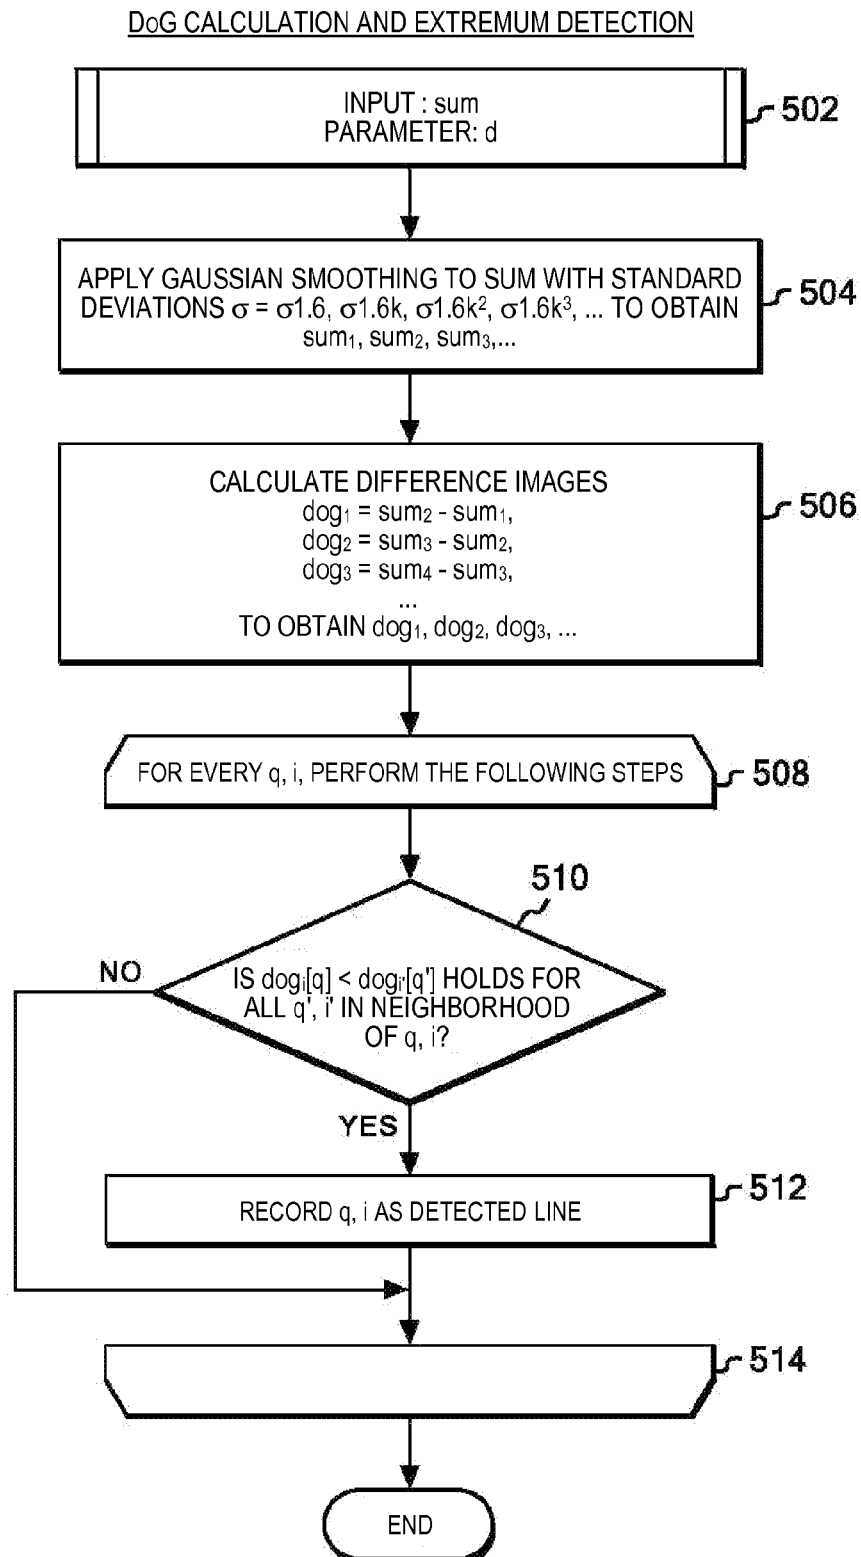 DoG CALCULATION AND EXTREMUM DETECTION
INPUT : sum
PARAMETER: d
502
APPLY GAUSSIAN SMOOTHING TO SUM WITH STANDARD
DEVIATIONS σ = σ1.6, σ1.6k, σ1.6k², σ1.6k³, ... TO OBTAIN
sum₁, sum₂, sum₃,...
504
CALCULATE DIFFERENCE IMAGES
dog₁ = sum₂ - sum₁,
dog₂ = sum₃ - sum₂,
dog₃ = sum₄ - sum₃,
...
TO OBTAIN dog₁, dog₂, dog₃, ...
506
FOR EVERY q, i, PERFORM THE FOLLOWING STEPS
508
510
NO
IS dogᵢ[q] < dogᵢ'[q'] HOLDS FOR
ALL q', i' IN NEIGHBORHOOD
OF q, i?
YES
RECORD q, i AS DETECTED LINE
512
514
END